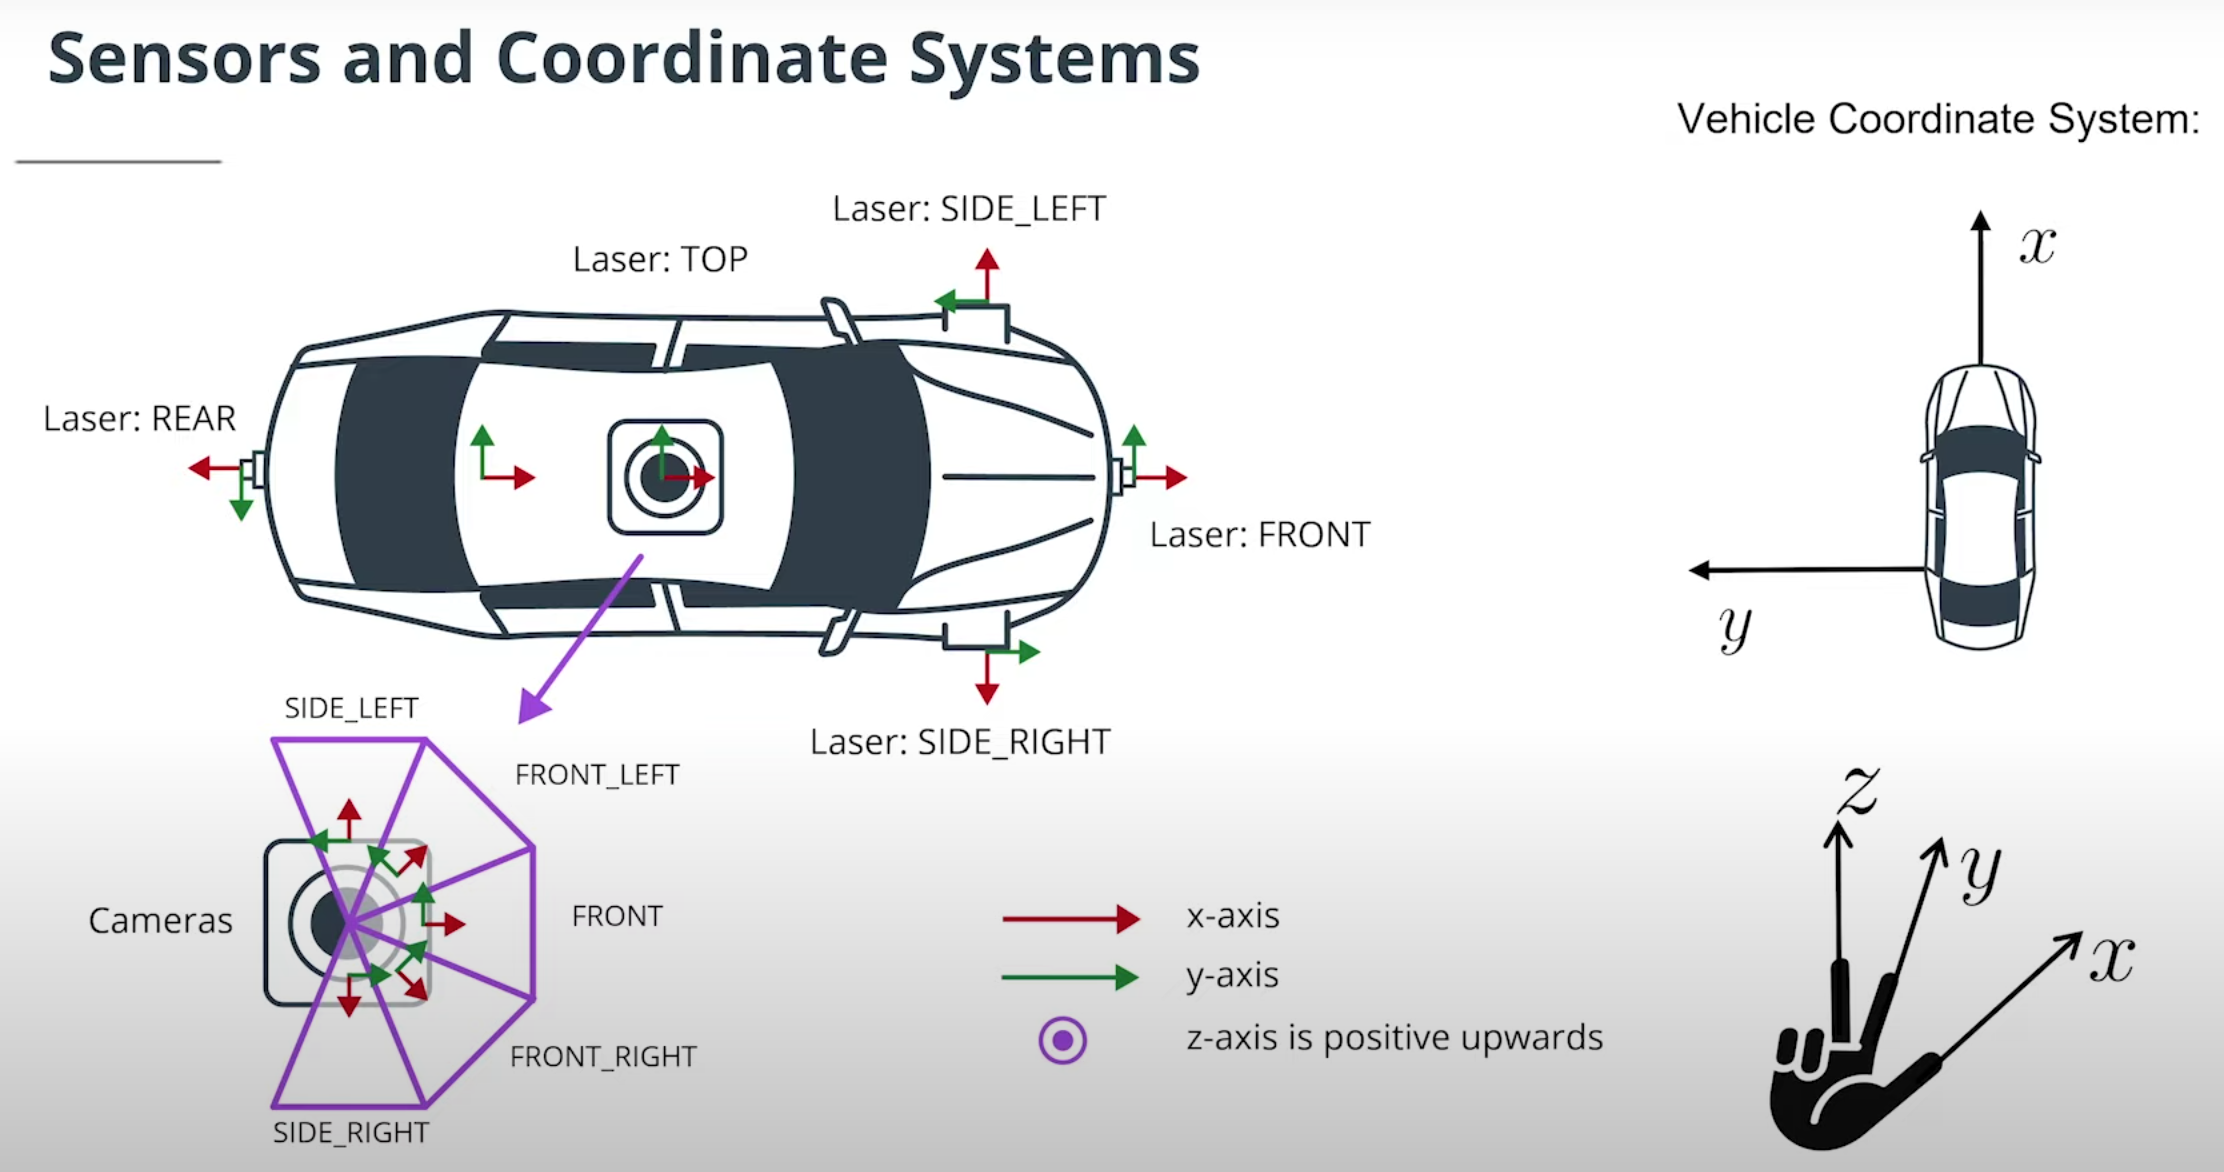 Sensors and Coordinate Systems
Vehicle Coordinate System:
Laser: SIDE_LEFT
Laser: TOP
x
Laser: REAR
Laser: FRONT
y
SIDE_LEFT
Laser: SIDE_RIGHT
FRONT_LEFT
z
y
x
Cameras
FRONT
x-axis
y-axis
z-axis is positive upwards
FRONT_RIGHT
SIDE_RIGHT